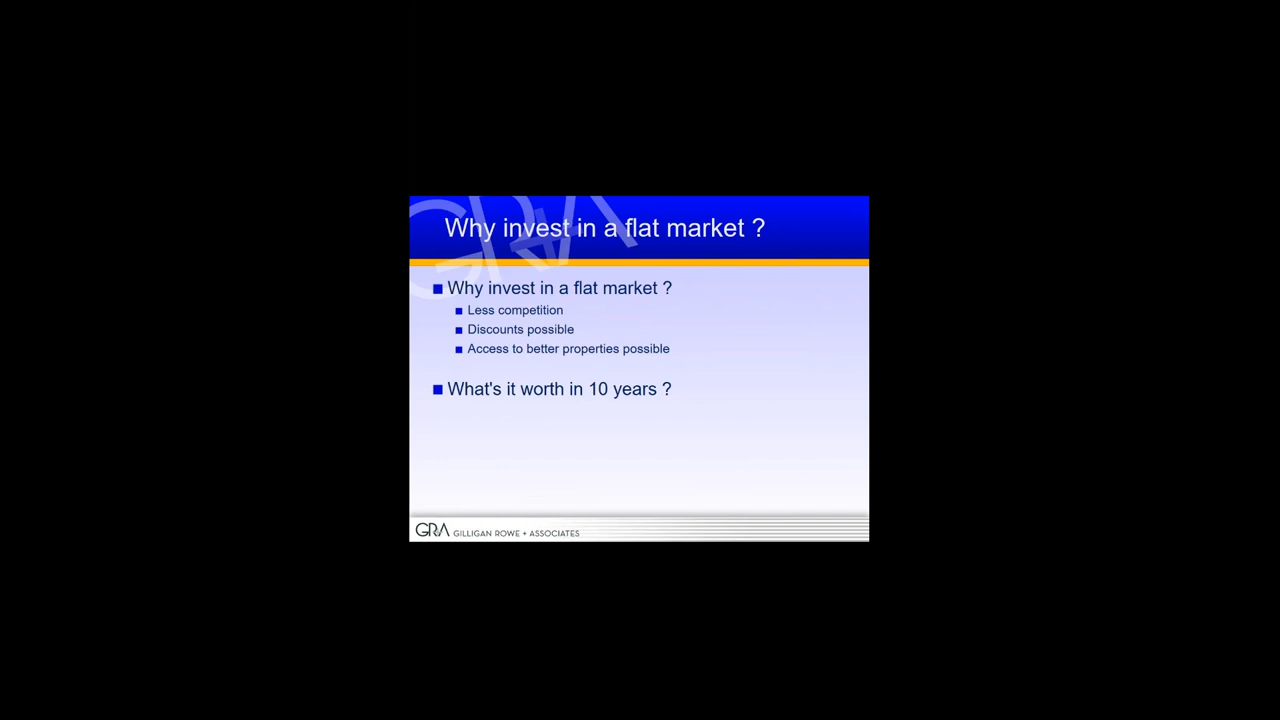 Why invest in a flat market ?
Why invest in a flat market ?
Less competition
Discounts possible
Access to better properties possible
What's it worth in 10 years ?
GRA GILLIGAN ROWE + ASSOCIATES